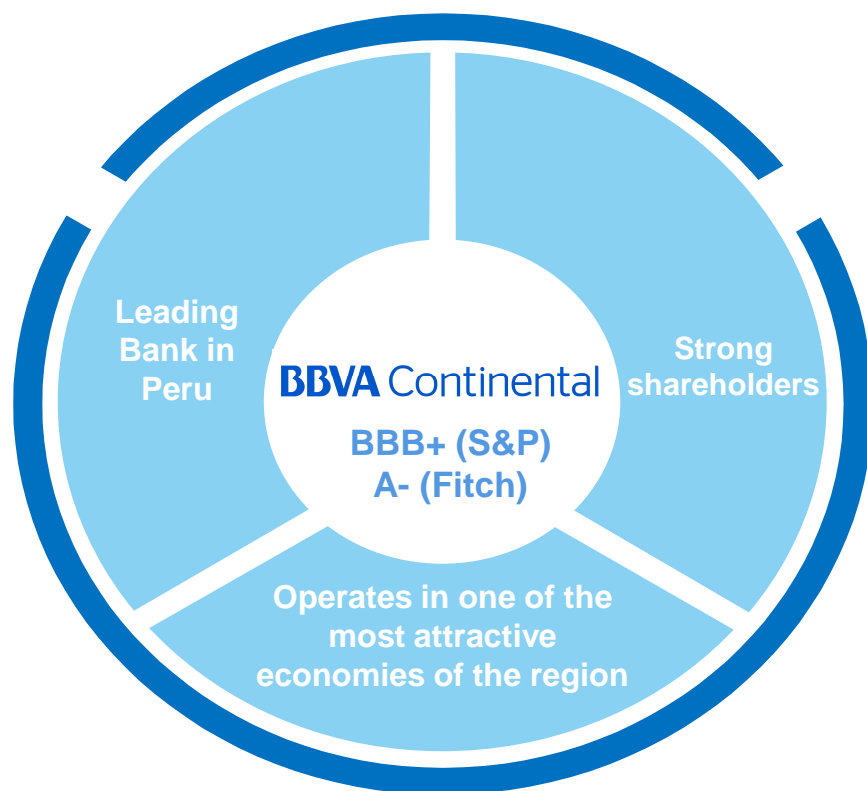 Leading
Bank in
Peru
Strong
shareholders
BBVA Continental
BBB+ (S&P)
A- (Fitch)
Operates in one of the
most attractive
economies of the region